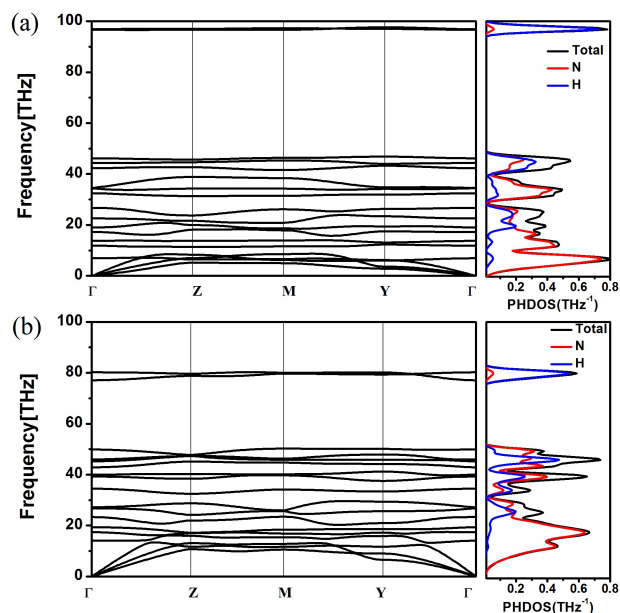 (a)
Frequency[THz]
100
80
60
40
20
0
Γ Z M Y Γ
Total
N
H
0.2 0.4 0.6 0.8
PHDOS(THz⁻¹)
(b)
Frequency[THz]
100
80
60
40
20
0
Γ Z M Y Γ
Total
N
H
0.2 0.4 0.6 0.8
PHDOS(THz⁻¹)